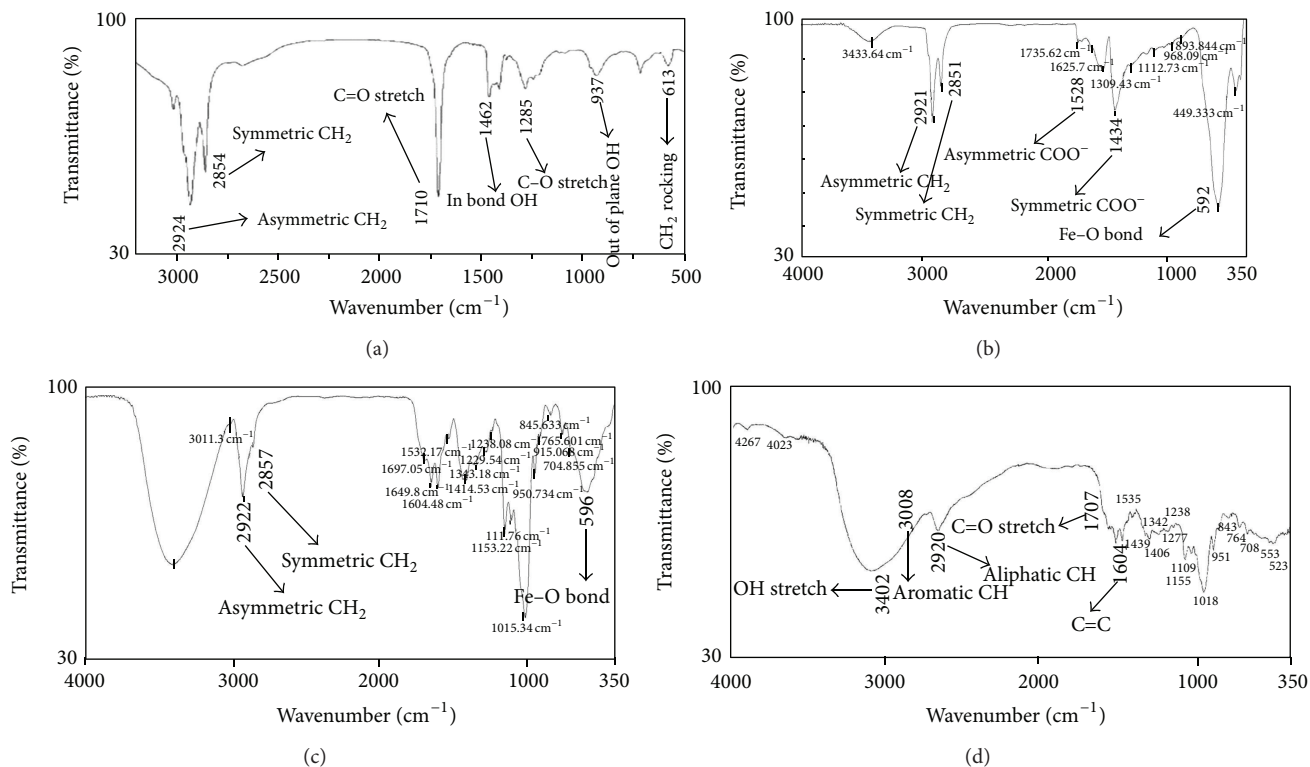 100
Transmittance (%)
30
C=O stretch
Symmetric CH₂
2854
2924
Asymmetric CH₂
1710
1462
In bond OH
1285
C–O stretch
937
Out of plane OH
613
CH₂ rocking
3000
2500
2000
1500
1000
500
Wavenumber (cm⁻¹)
(a)
100
Transmittance (%)
30
3433.64 cm⁻¹
2921
2851
Asymmetric CH₂
Symmetric CH₂
1735.62 cm⁻¹
1625.7 cm⁻¹
1528
1309.43 cm⁻¹
1434
1112.73 cm⁻¹
968.09 cm⁻¹
893.844 cm⁻¹
449.333 cm⁻¹
Asymmetric COO⁻
Symmetric COO⁻
592
Fe–O bond
4000
3000
2000
1000
350
Wavenumber (cm⁻¹)
(b)
100
Transmittance (%)
30
3011.3 cm⁻¹
2922
2857
Symmetric CH₂
Asymmetric CH₂
1532.17 cm⁻¹
1697.05 cm⁻¹
1649.8 cm⁻¹
1604.48 cm⁻¹
1238.08 cm⁻¹
1229.54 cm⁻¹
1343.18 cm⁻¹
1414.53 cm⁻¹
845.633 cm⁻¹
765.601 cm⁻¹
915.068 cm⁻¹
704.855 cm⁻¹
950.734 cm⁻¹
111.76 cm⁻¹
1153.22 cm⁻¹
596
Fe–O bond
1015.34 cm⁻¹
4000
3000
2000
1000
350
Wavenumber (cm⁻¹)
(c)
100
Transmittance (%)
30
4267
4023
OH stretch
3402
3008
Aromatic CH
2920
Aliphatic CH
C=O stretch
1707
1604
C=C
1535
1439
1342
1406
1238
1277
1109
1155
1018
951
843
764
708
553
523
4000
3000
2000
1000
350
Wavenumber (cm⁻¹)
(d)